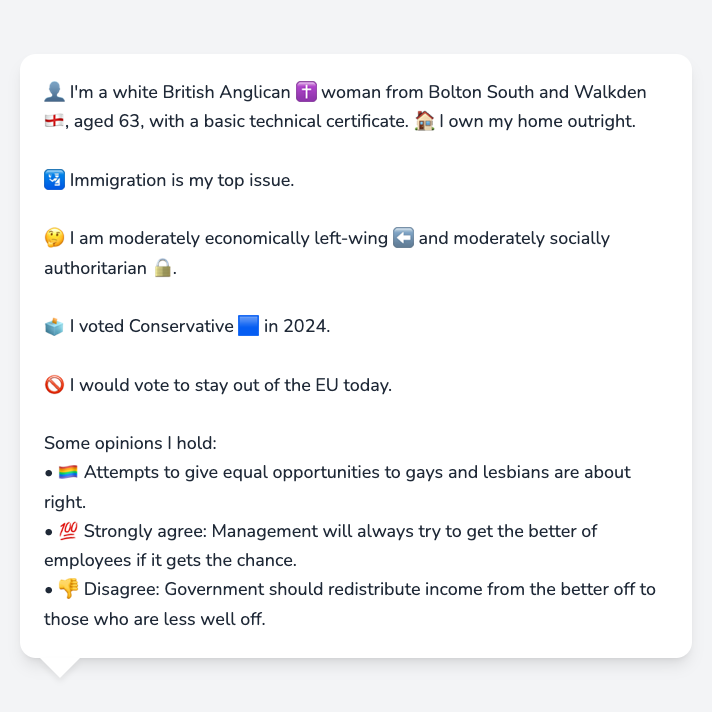 👤 I'm a white British Anglican ✝️ woman from Bolton South and Walkden
🏴󠁧󠁢󠁥󠁮󠁧󠁿, aged 63, with a basic technical certificate. 🏠 I own my home outright.
🛂 Immigration is my top issue.
🤔 I am moderately economically left-wing ⬅️ and moderately socially
authoritarian 🔒.
🗳️ I voted Conservative 🟦 in 2024.
🚫 I would vote to stay out of the EU today.
Some opinions I hold:
• 🏳️‍🌈 Attempts to give equal opportunities to gays and lesbians are about
right.
• 💯 Strongly agree: Management will always try to get the better of
employees if it gets the chance.
• 👎 Disagree: Government should redistribute income from the better off to
those who are less well off.